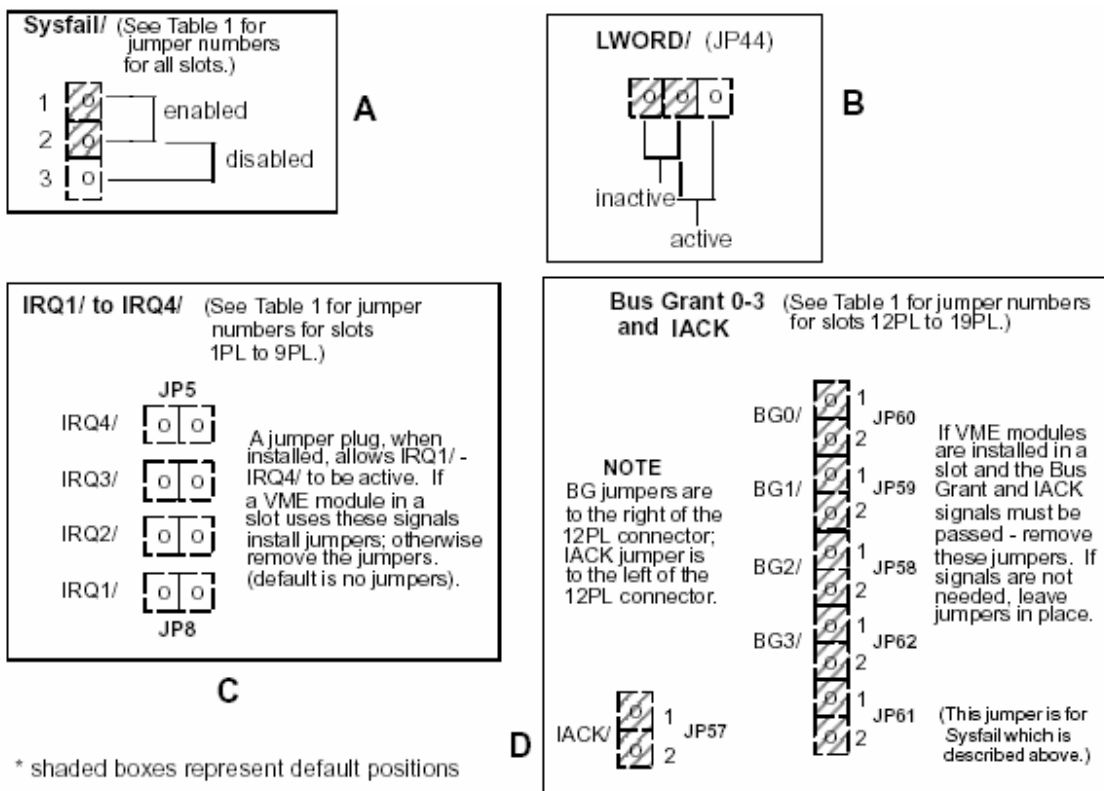 Sysfail/ (See Table 1 for
jumper numbers
for all slots.)
1
2
3
enabled
disabled
A
LWORD/ (JP44)
inactive
active
B
IRQ1/ to IRQ4/ (See Table 1 for jumper
numbers for slots
1PL to 9PL.)
JP5
IRQ4/
IRQ3/
IRQ2/
IRQ1/
JP8
A jumper plug, when
installed, allows IRQ1/ -
IRQ4/ to be active. If
a VME module in a
slot uses these signals
install jumpers; otherwise
remove the jumpers.
(default is no jumpers).
C
Bus Grant 0-3 (See Table 1 for jumper numbers
and IACK for slots 12PL to 19PL.)
NOTE
BG jumpers are
to the right of the
12PL connector;
IACK jumper is
to the left of the
12PL connector.
BG0/ 1 JP60
2
BG1/ 1 JP59
2
BG2/ 1 JP58
2
BG3/ 1 JP62
2
1 JP61
2
If VME modules
are installed in a
slot and the Bus
Grant and IACK
signals must be
passed - remove
these jumpers. If
signals are not
needed, leave
jumpers in place.
(This jumper is for
Sysfail which is
described above.)
IACK/ 1 JP57
2
D
* shaded boxes represent default positions